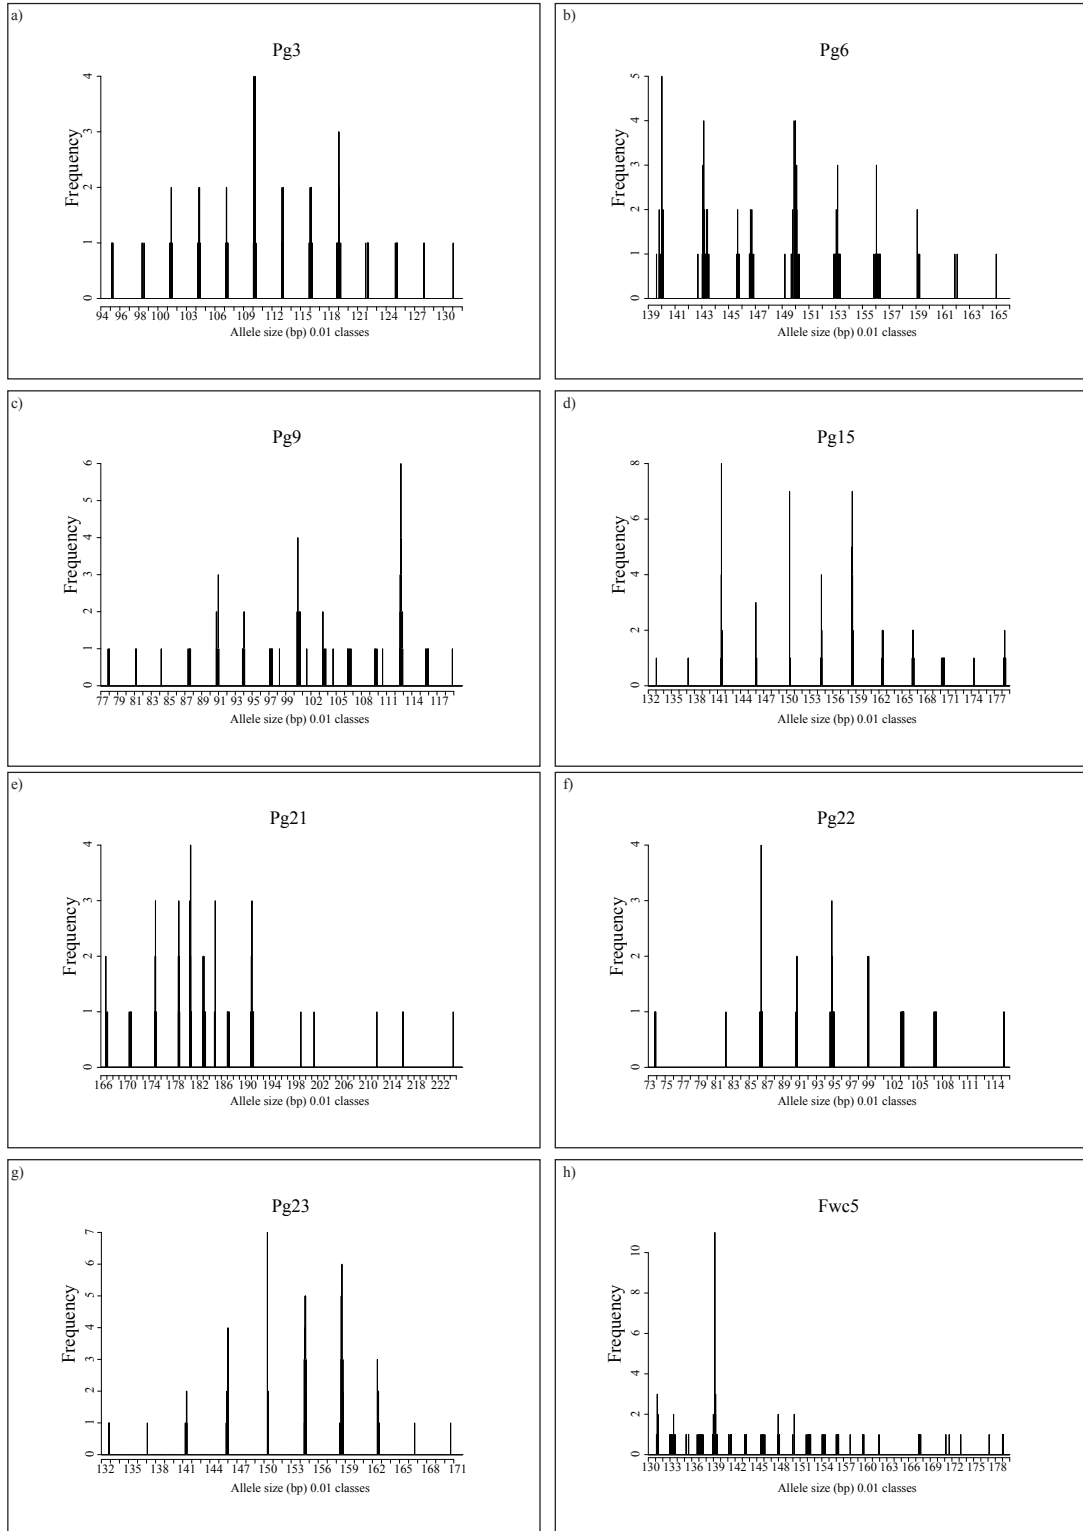 a)
Pg3
Frequency
0 1 2 3 4
94 96 98 100 103 106 109 112 115 118 121 124 127 130
Allele size (bp) 0.01 classes
b)
Pg6
Frequency
0 1 2 3 4 5
139 141 143 145 147 149 151 153 155 157 159 161 163 165
Allele size (bp) 0.01 classes
c)
Pg9
Frequency
0 1 2 3 4 5 6
77 79 81 83 85 87 89 91 93 95 97 99 102 105 108 111 114 117
Allele size (bp) 0.01 classes
d)
Pg15
Frequency
0 2 4 6 8
132 135 138 141 144 147 150 153 156 159 162 165 168 171 174 177
Allele size (bp) 0.01 classes
e)
Pg21
Frequency
0 1 2 3 4
166 170 174 178 182 186 190 194 198 202 206 210 214 218 222
Allele size (bp) 0.01 classes
f)
Pg22
Frequency
0 1 2 3 4
73 75 77 79 81 83 85 87 89 91 93 95 97 99 102 105 108 111 114
Allele size (bp) 0.01 classes
g)
Pg23
Frequency
0 1 2 3 4 5 6 7
132 135 138 141 144 147 150 153 156 159 162 165 168 171
Allele size (bp) 0.01 classes
h)
Fwc5
Frequency
0 2 4 6 8 10
130 133 136 139 142 145 148 151 154 157 160 163 166 169 172 175 178
Allele size (bp) 0.01 classes